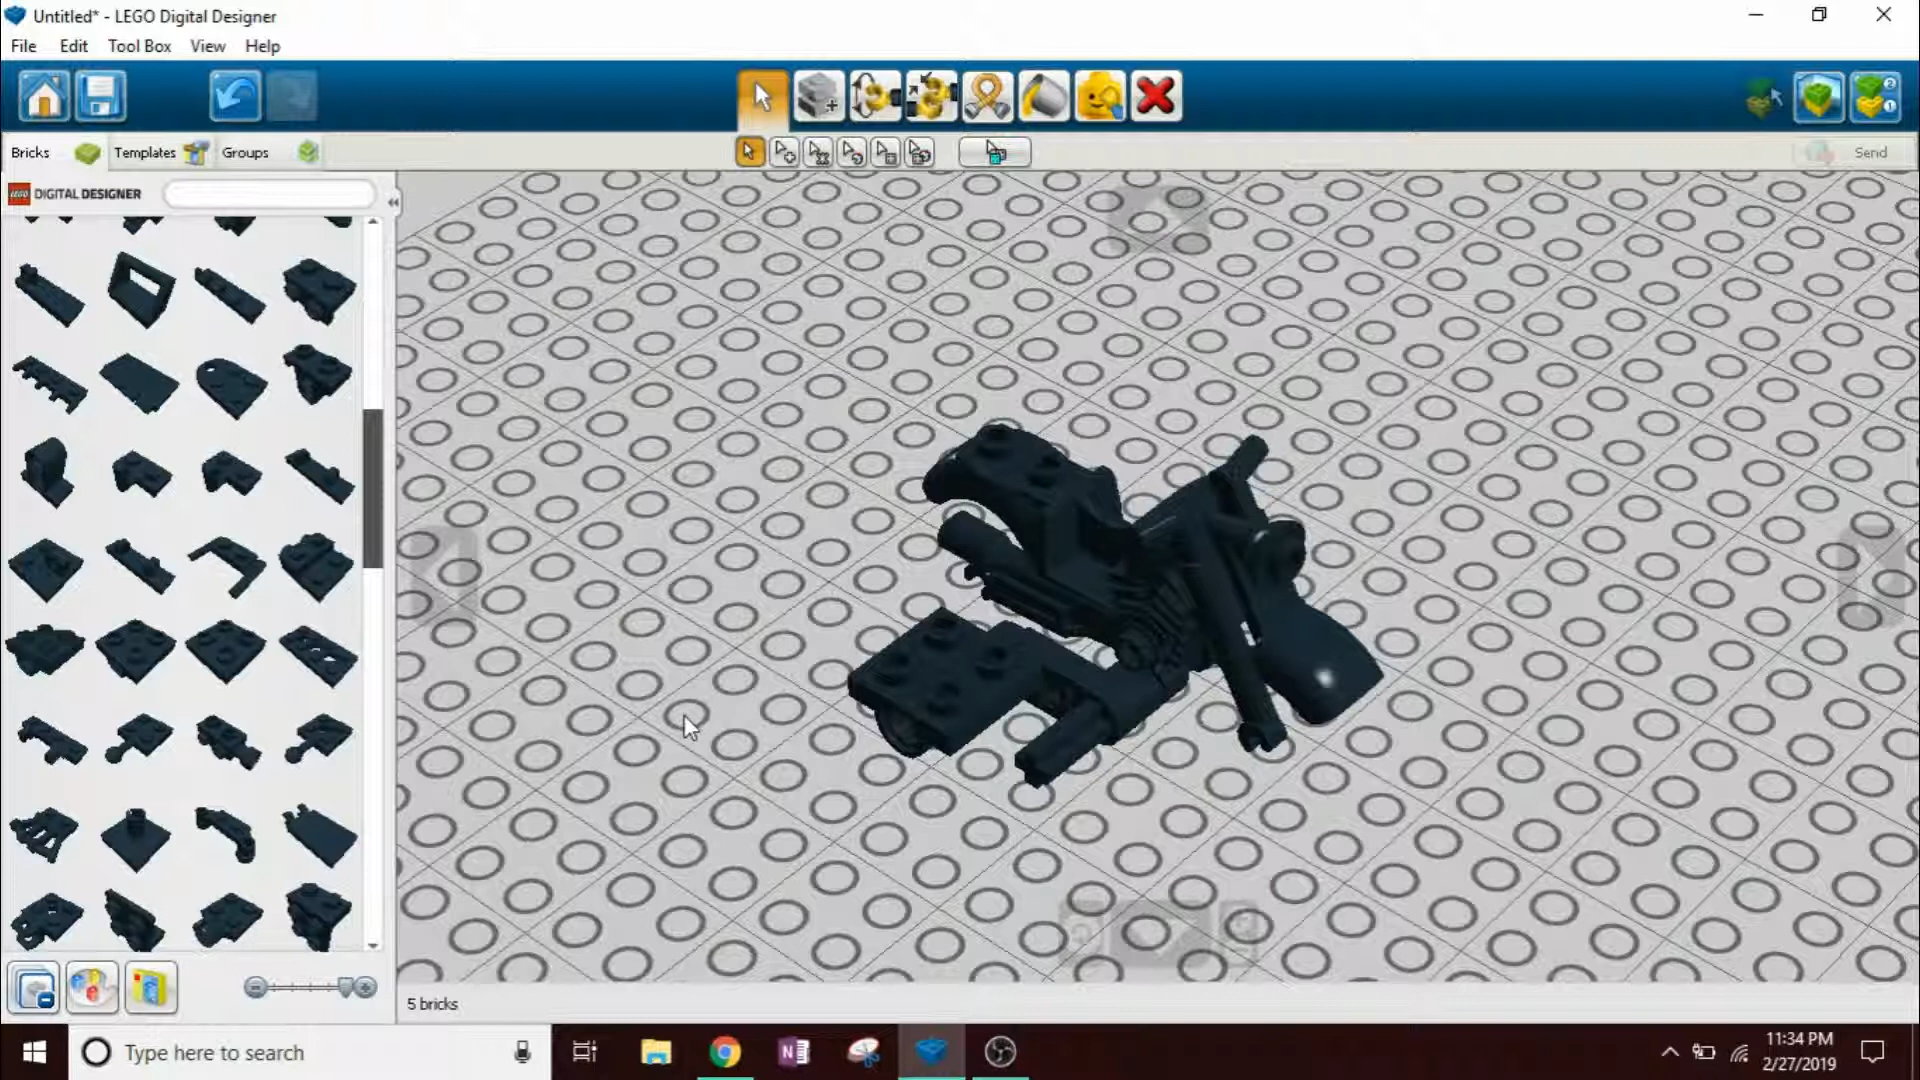 Untitled* - LEGO Digital Designer
File Edit Tool Box View Help
Bricks Templates Groups
Send
LEGO DIGITAL DESIGNER
5 bricks
Type here to search
11:34 PM
2/27/2019